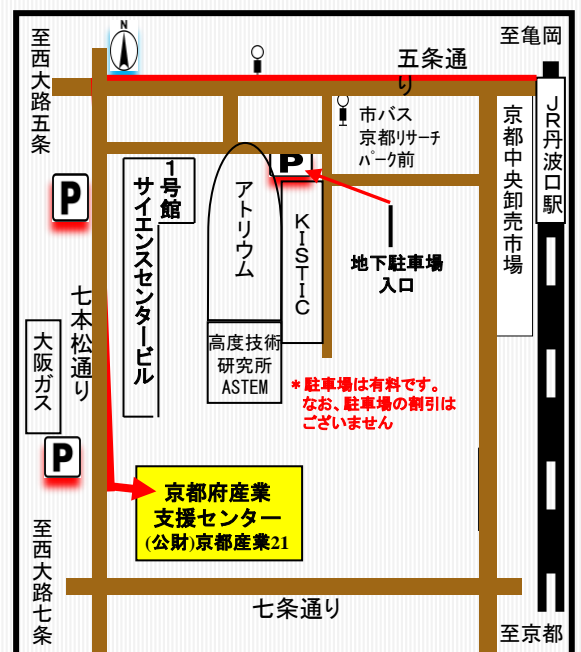 N
至西大路五条
五条通り
至亀岡
市バス
京都リサーチ
パーク前
京都中央卸売市場
JR丹波口駅
P
1号館
サイエンスセンタービル
アトリウム
P
KISTIC
地下駐車場
入口
七本松通り
大阪ガス
高度技術
研究所
ASTEM
＊駐車場は有料です。
なお、駐車場の割引は
ございません
P
京都府産業
支援センター
(公財)京都産業21
至西大路七条
七条通り
至京都